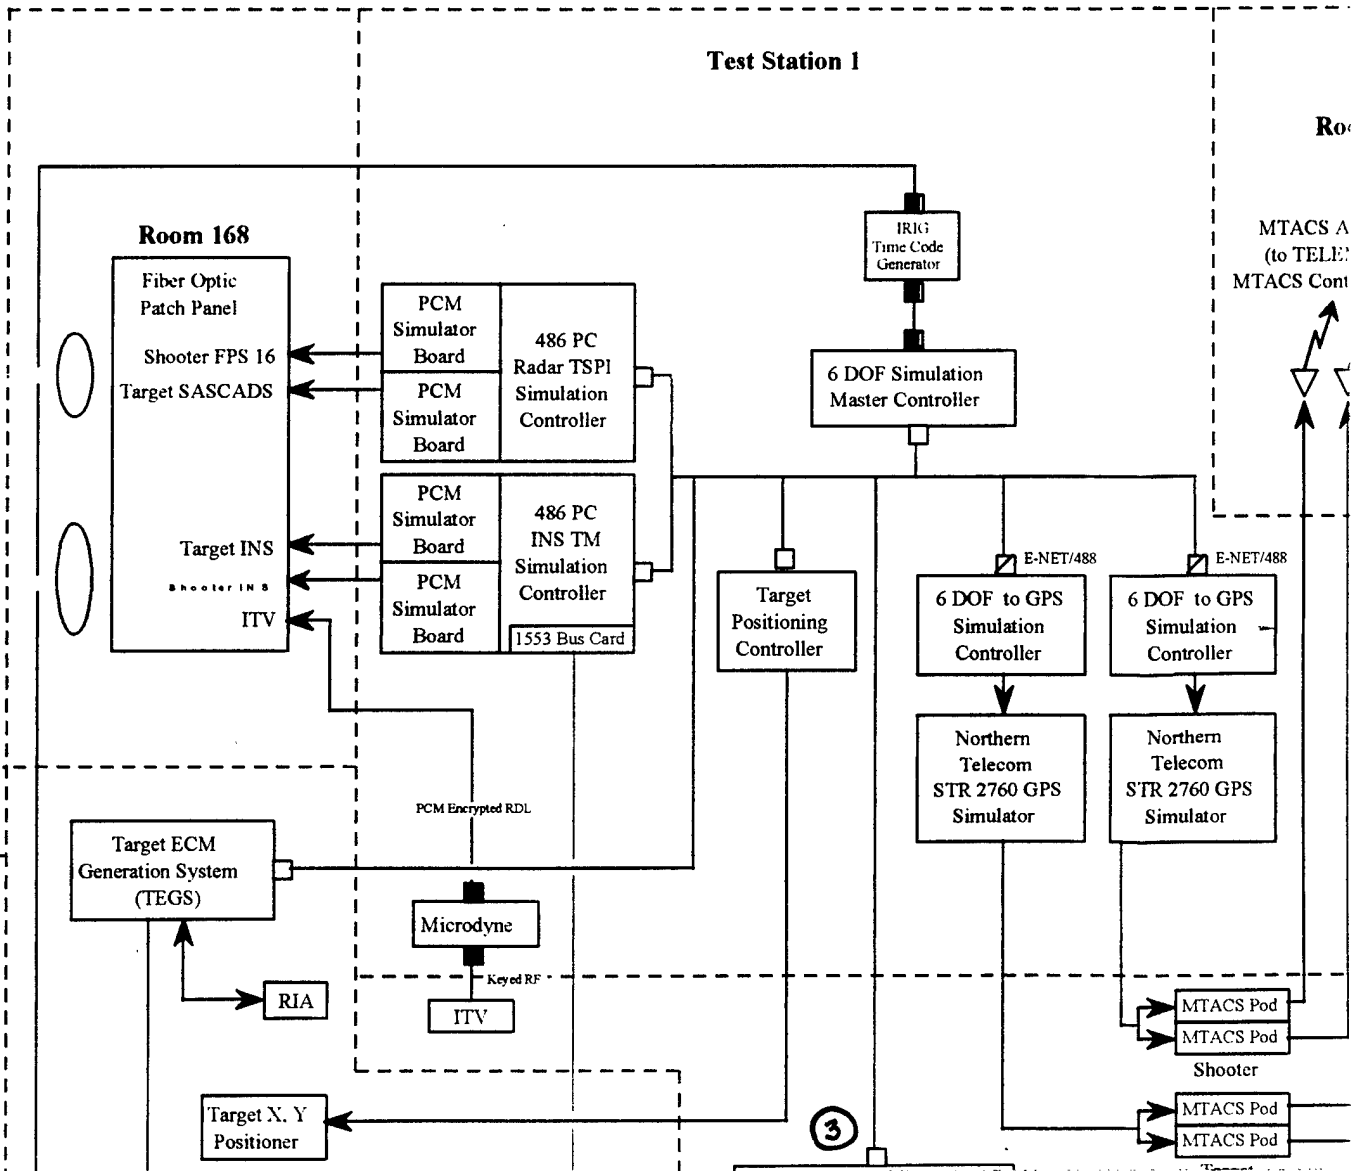 Test Station 1
Room 168
Fiber Optic
Patch Panel
Shooter FPS 16
Target SASCADS
Target INS
Shooter INS
ITV
PCM
Simulator
Board
PCM
Simulator
Board
486 PC
Radar TSPI
Simulation
Controller
PCM
Simulator
Board
PCM
Simulator
Board
486 PC
INS TM
Simulation
Controller
1553 Bus Card
IRIG
Time Code
Generator
6 DOF Simulation
Master Controller
MTACS A
(to TELE
MTACS Cont
Target
Positioning
Controller
E-NET/488
6 DOF to GPS
Simulation
Controller
E-NET/488
6 DOF to GPS
Simulation
Controller
Northern
Telecom
STR 2760 GPS
Simulator
Northern
Telecom
STR 2760 GPS
Simulator
PCM Encrypted RDL
Target ECM
Generation System
(TEGS)
Microdyne
Keyed RF
ITV
RIA
MTACS Pod
MTACS Pod
Shooter
Target X, Y
Positioner
3
MTACS Pod
MTACS Pod
Target